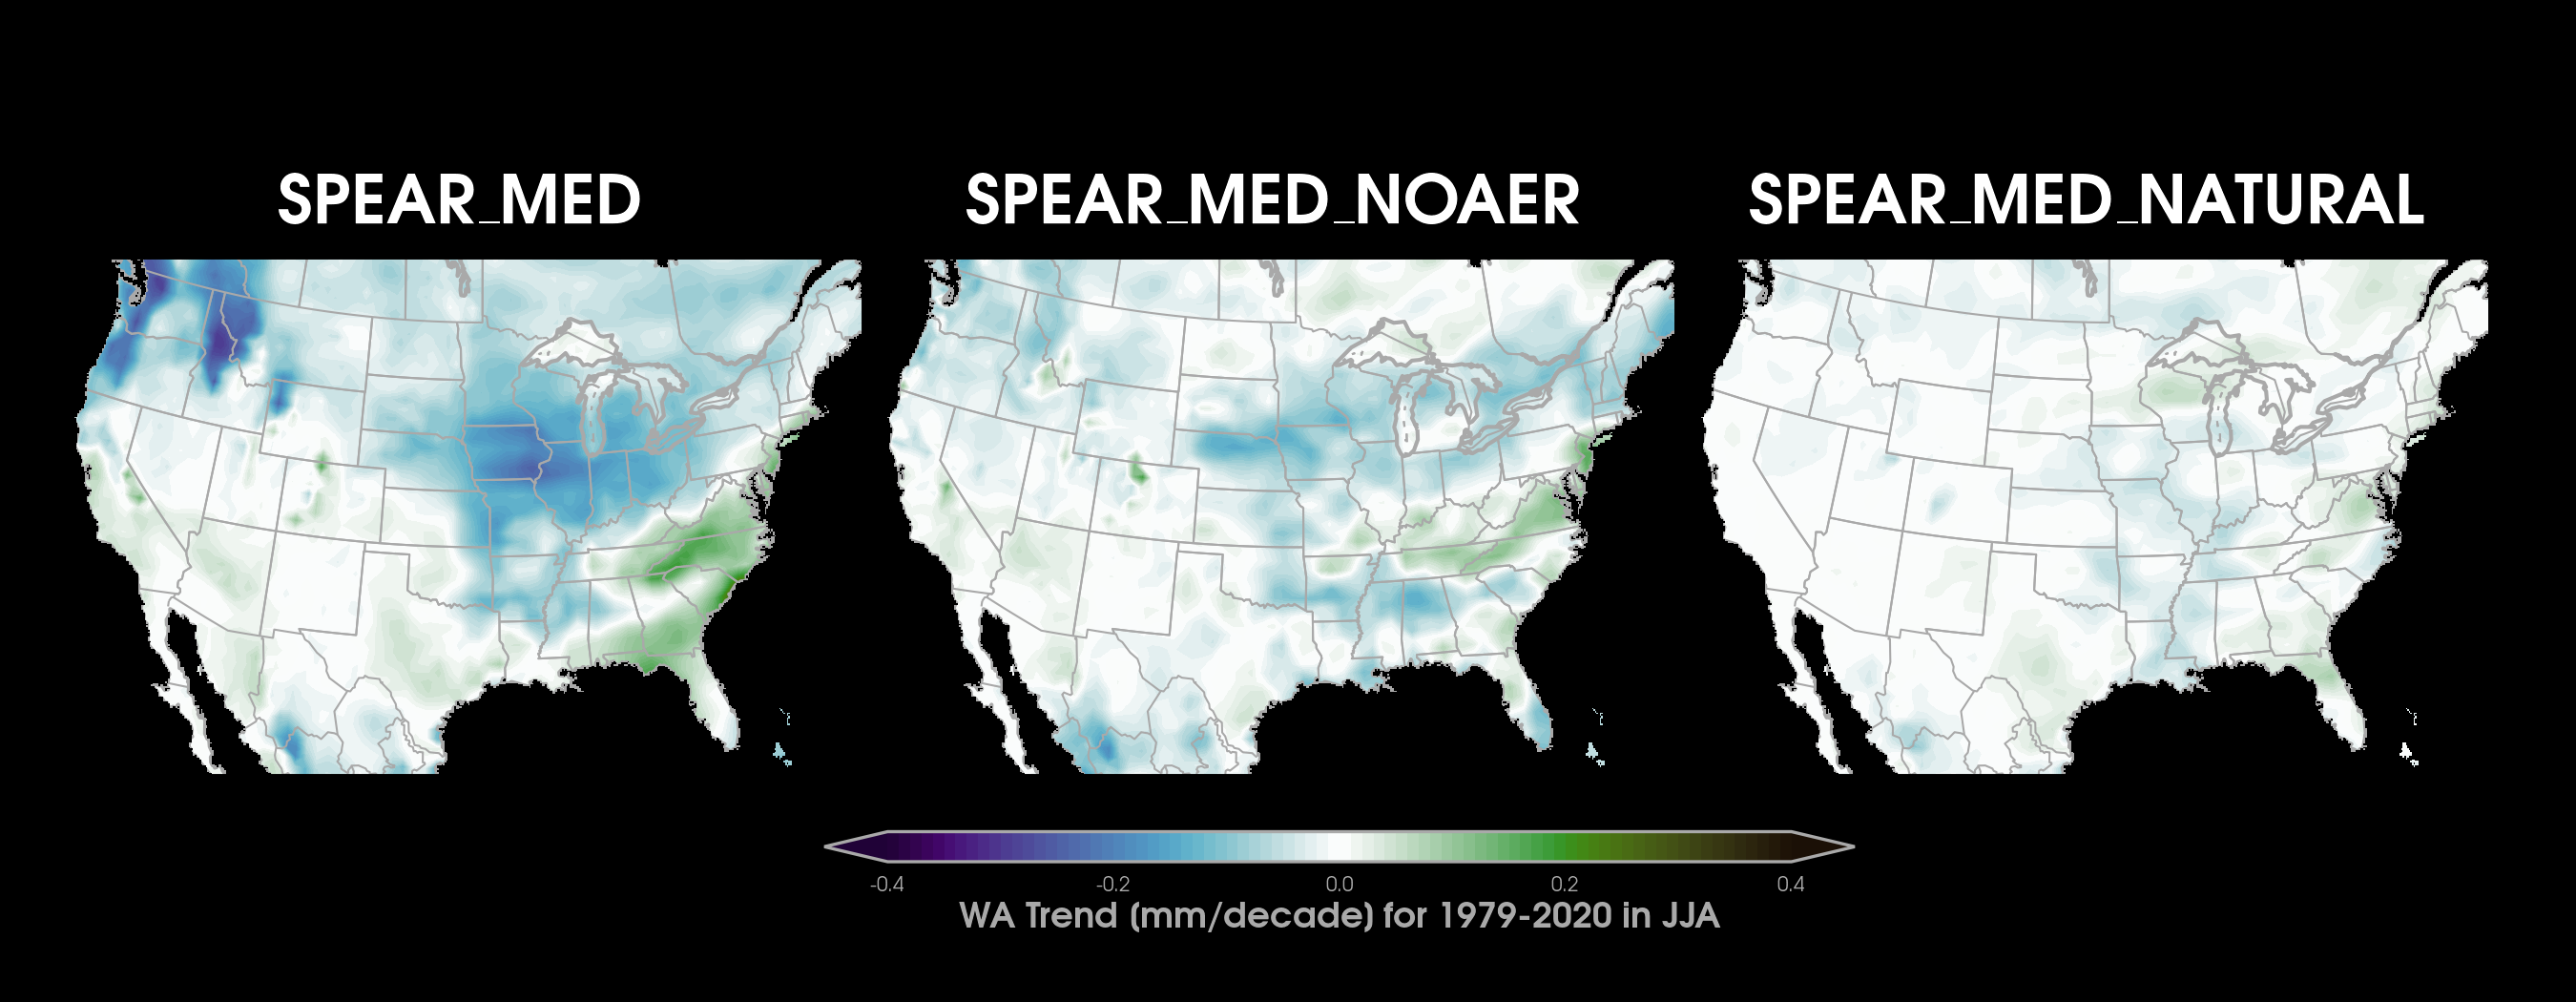 SPEAR_MED SPEAR_MED_NOAER SPEAR_MED_NATURAL
-0.4 -0.2 0.0 0.2 0.4
WA Trend (mm/decade) for 1979-2020 in JJA